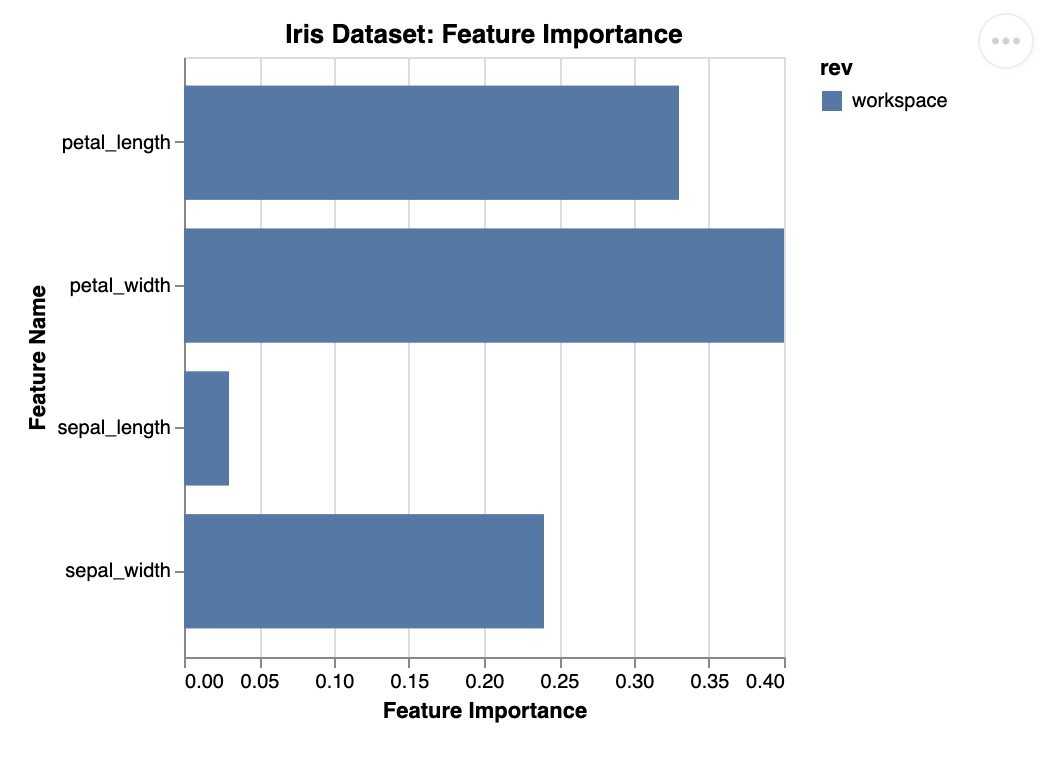 Iris Dataset: Feature Importance
rev
workspace
Feature Name
petal_length
petal_width
sepal_length
sepal_width
0.00 0.05 0.10 0.15 0.20 0.25 0.30 0.35 0.40
Feature Importance